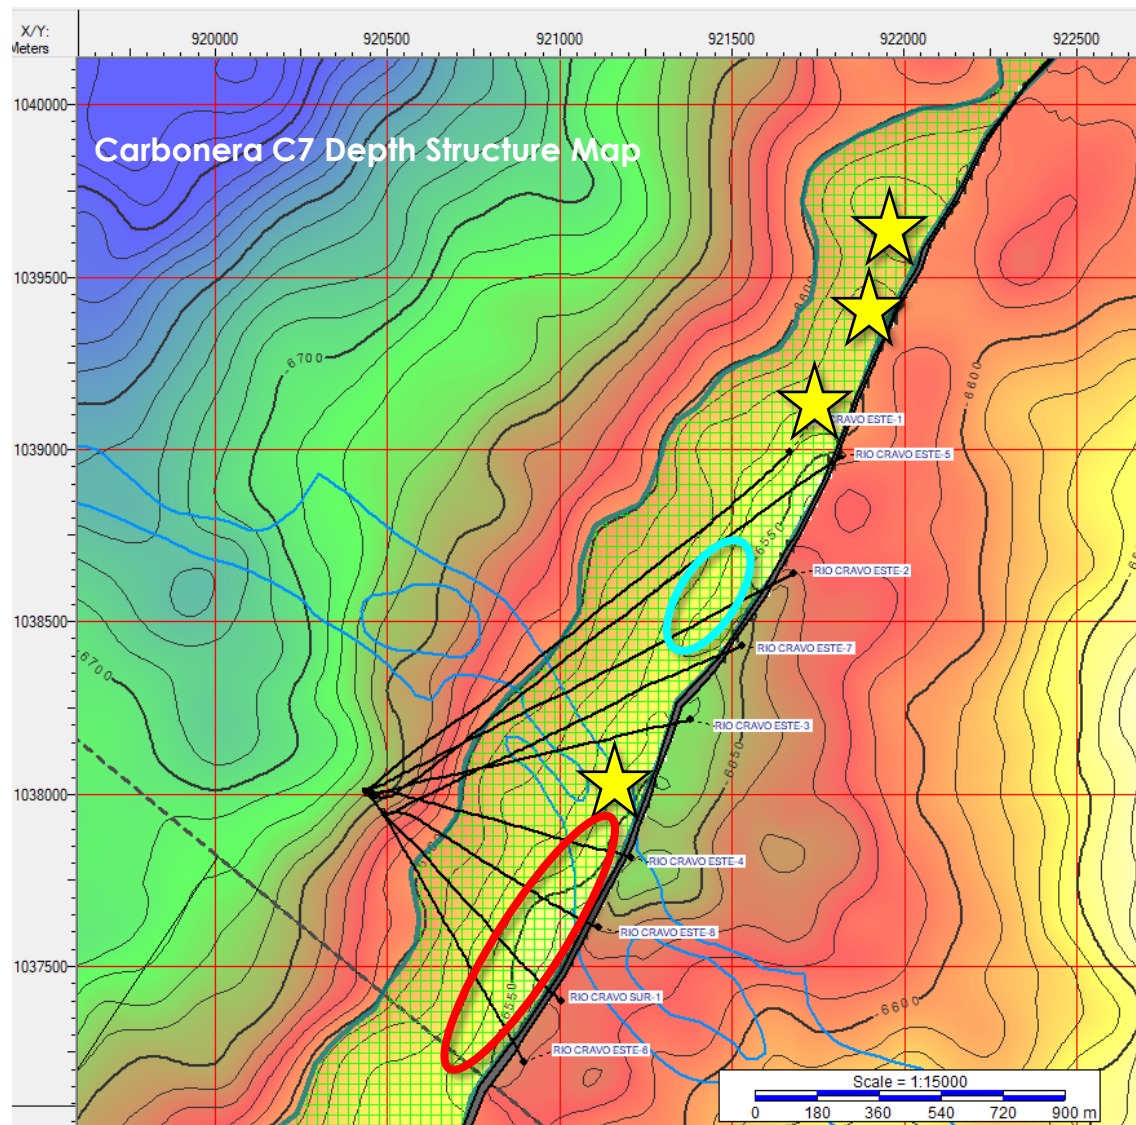 X/Y:
Meters
920000 920500 921000 921500 922000 922500
1040000
1039500
1039000
1038500
1038000
1037500
Carbonera C7 Depth Structure Map
-6600
-6700
-6600
CRAVO ESTE-1
RIO CRAVO ESTE-5
-6550
RIO CRAVO ESTE-2
RIO CRAVO ESTE-7
6700
RIO CRAVO ESTE-3
-6650
RIO CRAVO ESTE-4
RIO CRAVO ESTE-8
RIO CRAVO SUR-1
-6550
-6600
RIO CRAVO ESTE-6
Scale = 1:15000
0 180 360 540 720 900 m